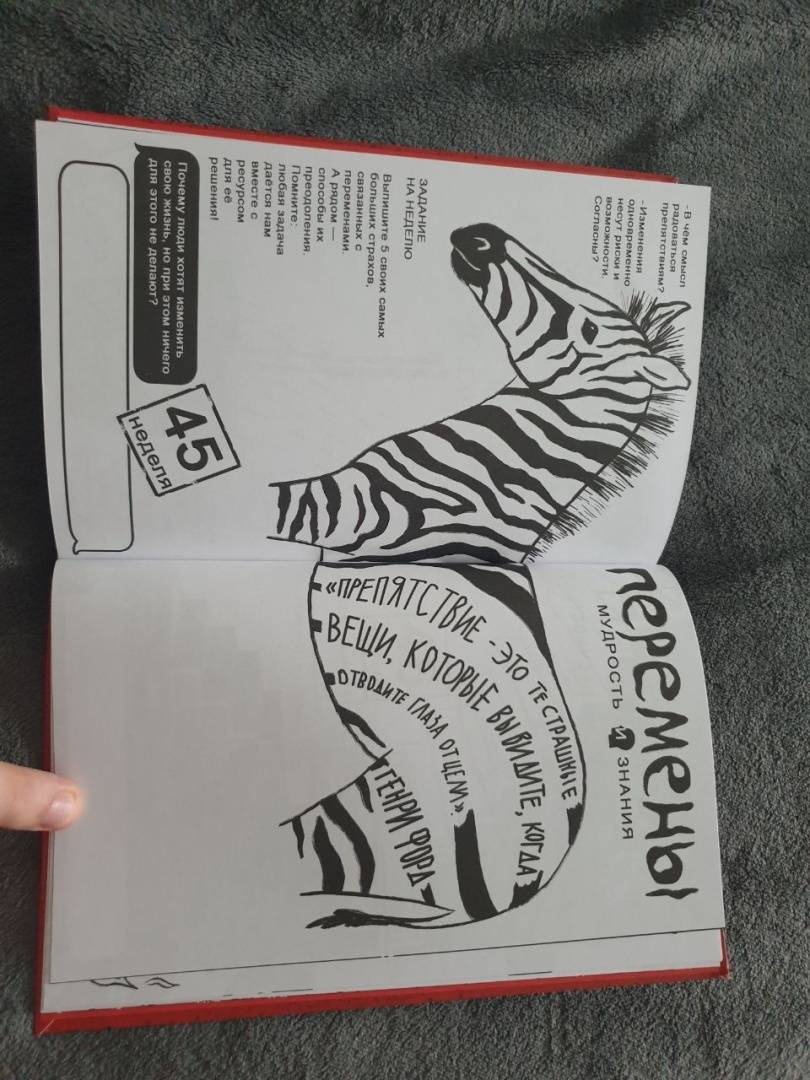 - В чем смысл
радоваться
препятствиям?
-Изменения
одновременно
несут риски и
возможности.
Согласны?
ЗАДАНИЕ
НА НЕДЕЛЮ
Выпишите 5 своих самых
больших страхов,
связанных с
переменами.
А рядом —
способы их
преодоления.
Помните:
любая задача
даётся нам
вместе с
ресурсом
для её
решения!
Почему люди хотят изменить
свою жизнь, но при этом ничего
для этого не делают?
45
неделя
перемены
МУДРОСТЬ И ЗНАНИЯ
«ПРЕПЯТСТВИЕ - ЭТО ТЕ СТРАШНЫЕ
ВЕЩИ, КОТОРЫЕ ВЫ ВИДИТЕ, КОГДА
ОТВОДИТЕ ГЛАЗА ОТ ЦЕЛИ».
ГЕНРИ ФОРД